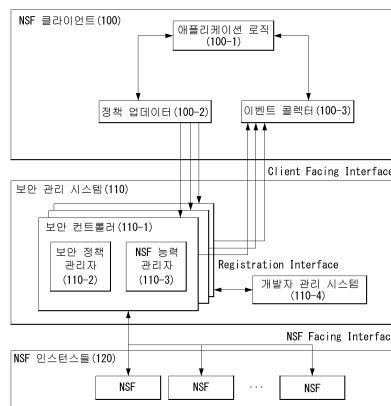 NSF 클라이언트(100)
애플리케이션 로직
(100-1)
정책 업데이터(100-2)
이벤트 콜렉터(100-3)
Client Facing Interface
보안 관리 시스템(110)
보안 컨트롤러(110-1)
보안 정책
관리자
(110-2)
NSF 능력
관리자
(110-3)
Registration Interface
개발자 관리 시스템
(110-4)
NSF Facing Interface
NSF 인스턴스들(120)
NSF
NSF
...
NSF